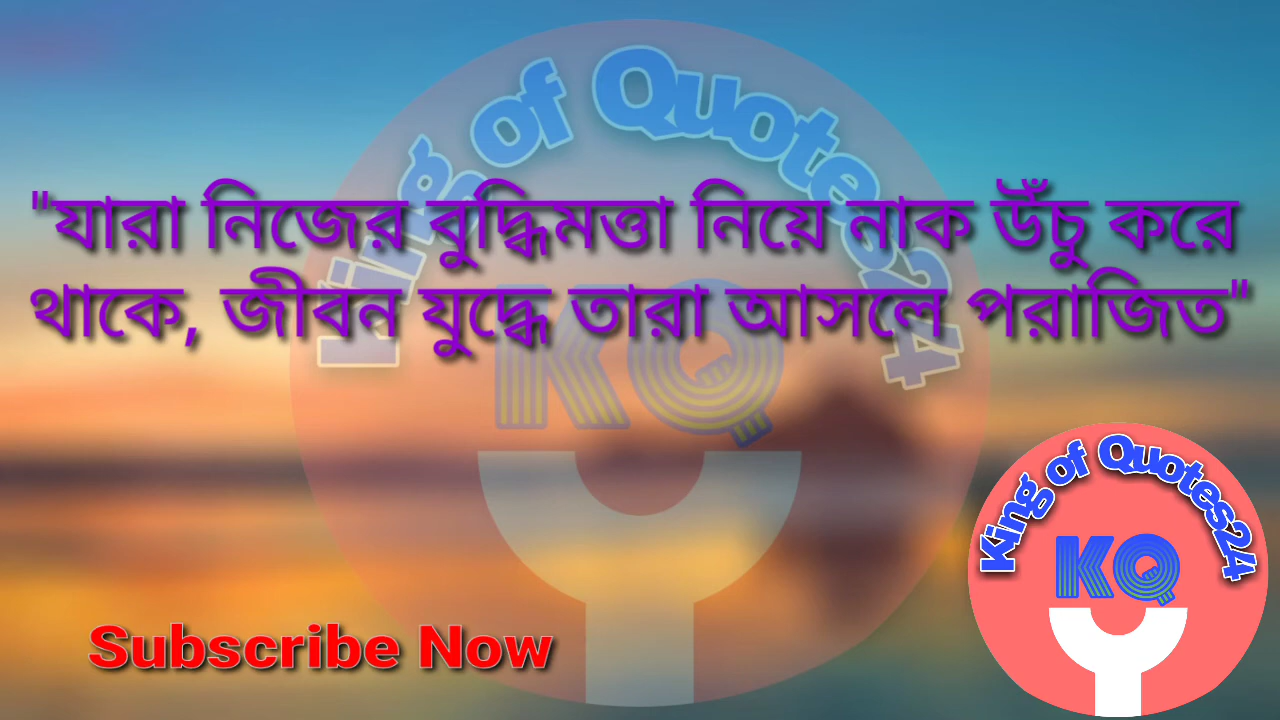 King of Quotes24
"যারা নিজের বুদ্ধিমত্তা নিয়ে নাক উঁচু করে
থাকে, জীবন যুদ্ধে তারা আসলে পরাজিত"
KQ
King of Quotes24
KQ
Subscribe Now